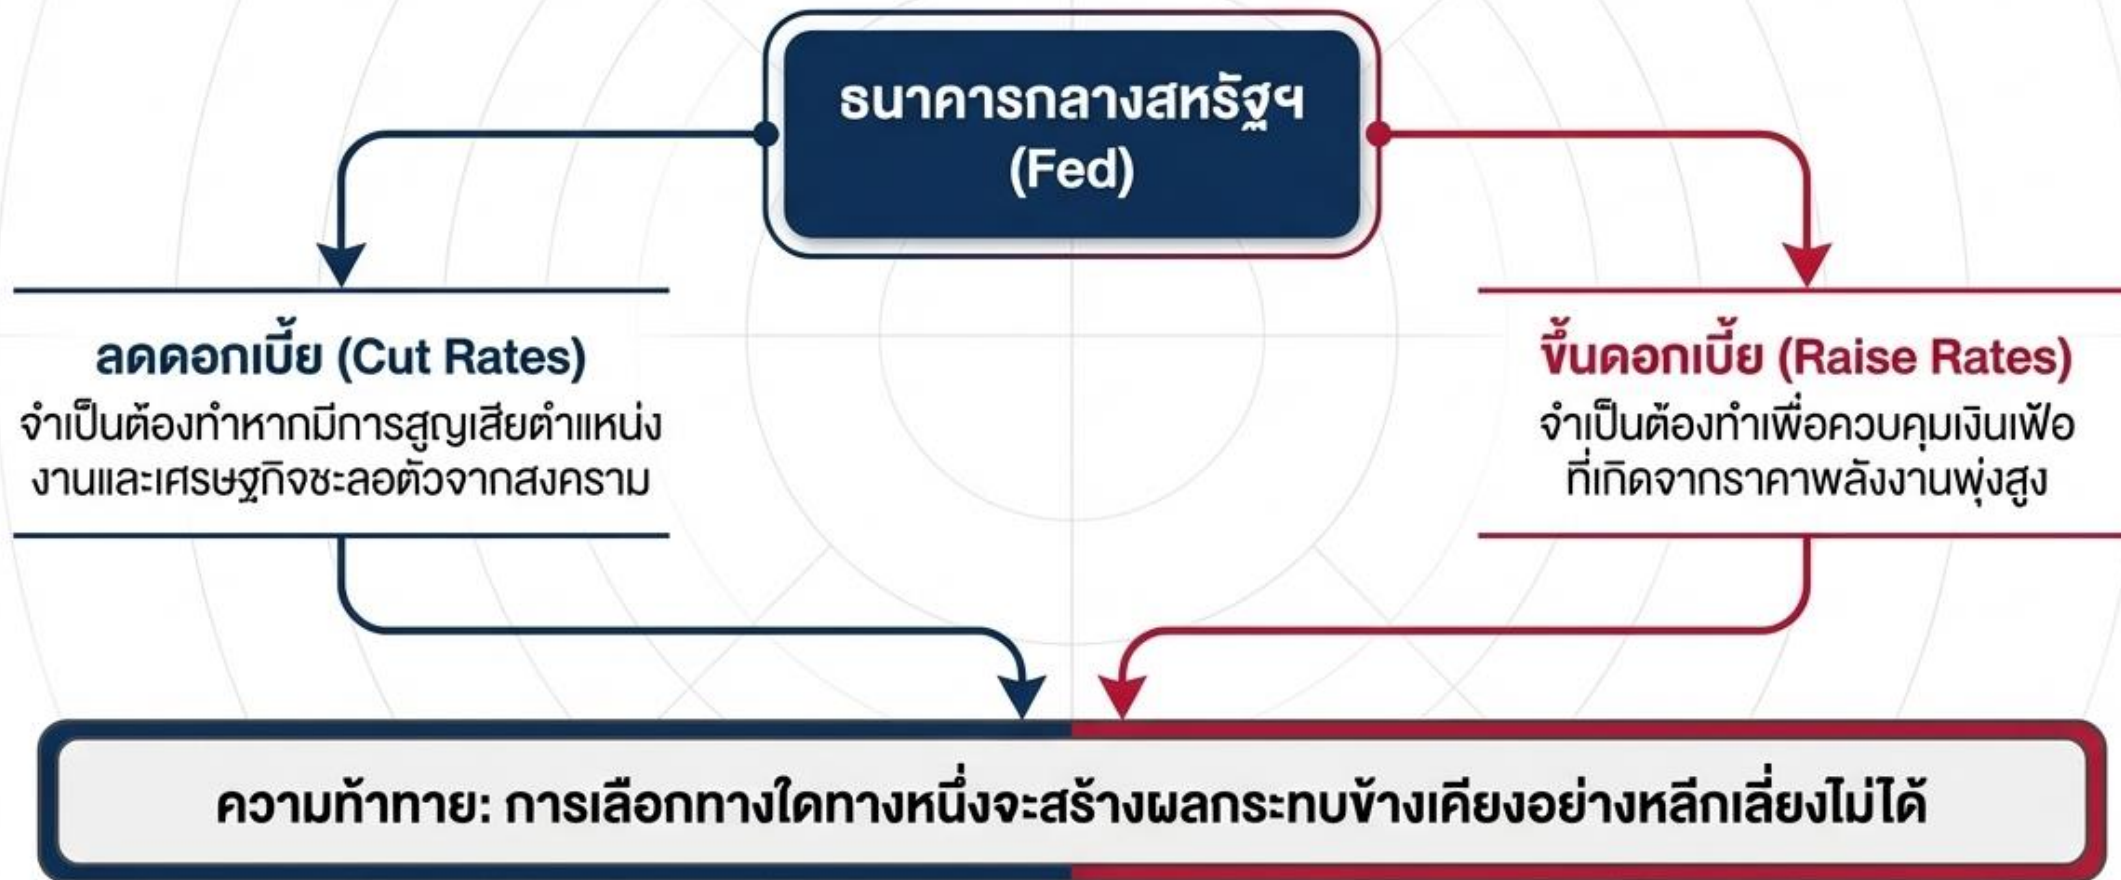 ธนาคารกลางสหรัฐฯ
(Fed)
ลดดอกเบี้ย (Cut Rates)
จำเป็นต้องทำหากมีการสูญเสียตำแหน่ง
งานและเศรษฐกิจชะลอตัวจากสงคราม
ขึ้นดอกเบี้ย (Raise Rates)
จำเป็นต้องทำเพื่อควบคุมเงินเฟ้อ
ที่เกิดจากราคาพลังงานพุ่งสูง
ความท้าทาย: การเลือกทางใดทางหนึ่งจะสร้างผลกระทบข้างเคียงอย่างหลีกเลี่ยงไม่ได้